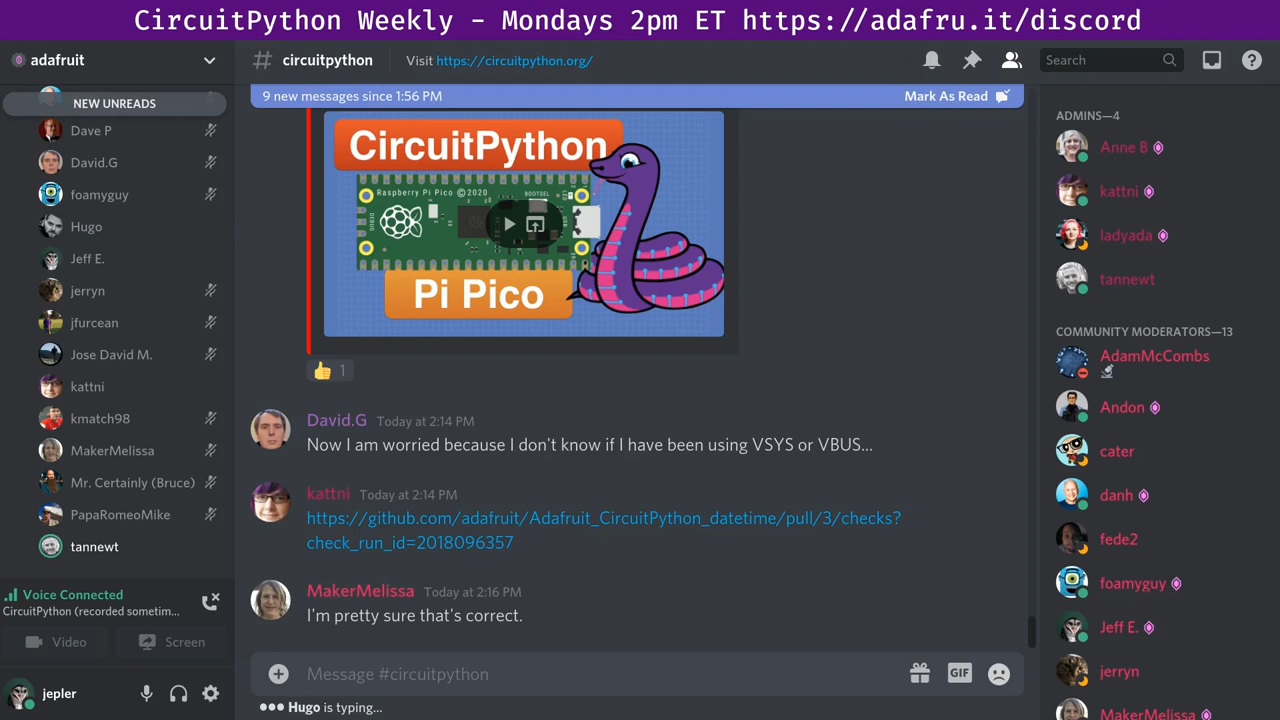 CircuitPython Weekly - Mondays 2pm ET https://adafru.it/discord
adafruit
NEW UNREADS
Dave P
David.G
foamyguy
Hugo
Jeff E.
jerryn
jfurcean
Jose David M.
kattni
kmatch98
MakerMelissa
Mr. Certainly (Bruce)
PapaRomeoMike
tannewt
Voice Connected
CircuitPython (recorded sometim...
Video
Screen
jepler
# circuitpython
Visit https://circuitpython.org/
Search
9 new messages since 1:56 PM
Mark As Read
CircuitPython
Raspberry Pi Pico ©2020
BOOTSEL
DEBUG
Pi Pico
1
David.G Today at 2:14 PM
Now I am worried because I don't know if I have been using VSYS or VBUS...
kattni Today at 2:14 PM
https://github.com/adafruit/Adafruit_CircuitPython_datetime/pull/3/checks?
check_run_id=2018096357
MakerMelissa Today at 2:16 PM
I'm pretty sure that's correct.
Message #circuitpython
GIF
Hugo is typing...
ADMINS—4
Anne B
kattni
ladyada
tannewt
COMMUNITY MODERATORS—13
AdamMcCombs
Andon
cater
danh
fede2
foamyguy
Jeff E.
jerryn
MakerMelissa